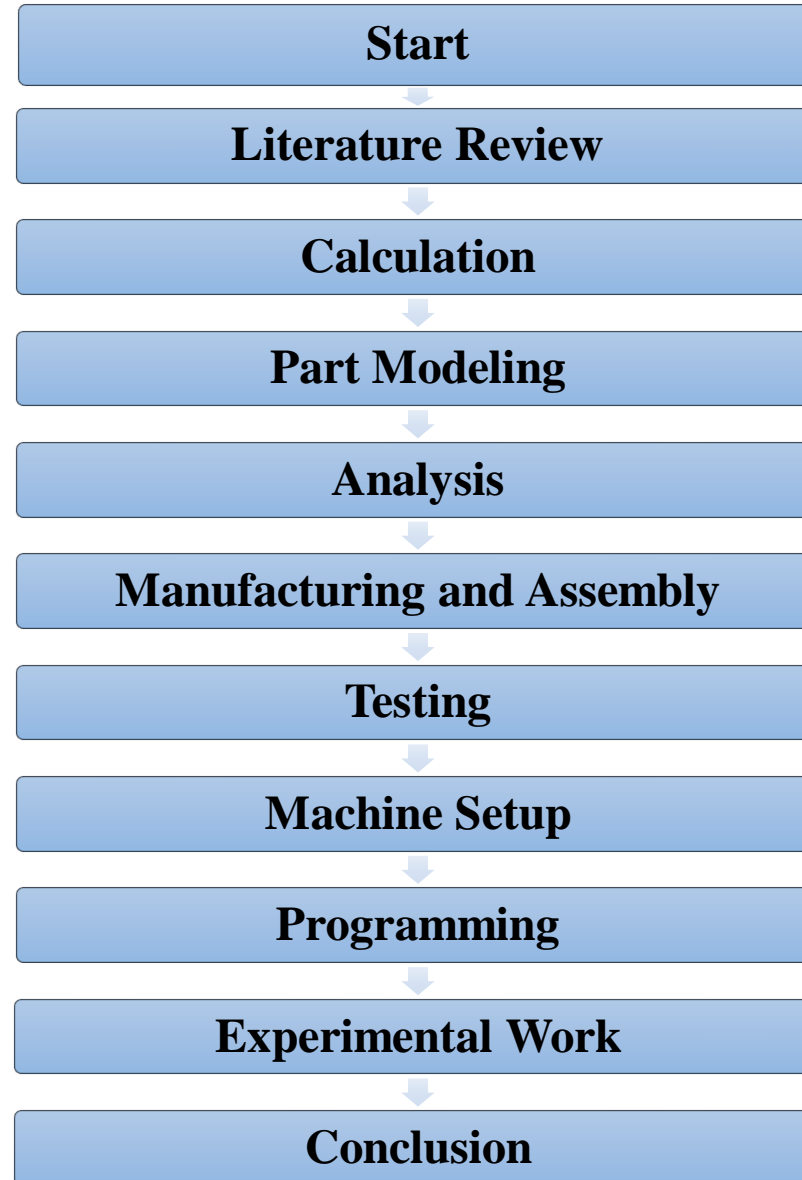 Start
Literature Review
Calculation
Part Modeling
Analysis
Manufacturing and Assembly
Testing
Machine Setup
Programming
Experimental Work
Conclusion